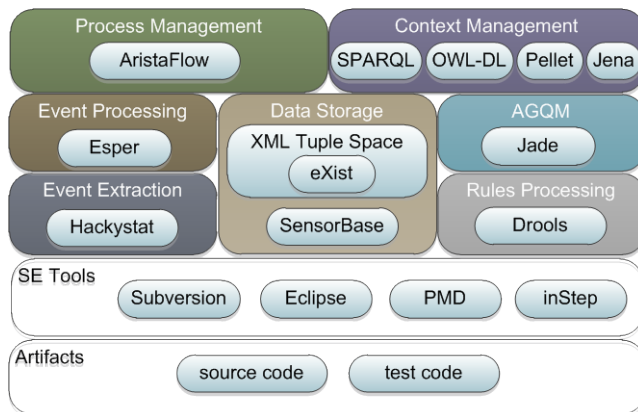 Process Management
AristaFlow
Context Management
SPARQL
OWL-DL
Pellet
Jena
Event Processing
Esper
Data Storage
XML Tuple Space
eXist
SensorBase
AGQM
Jade
Event Extraction
Hackystat
Rules Processing
Drools
SE Tools
Subversion
Eclipse
PMD
inStep
Artifacts
source code
test code